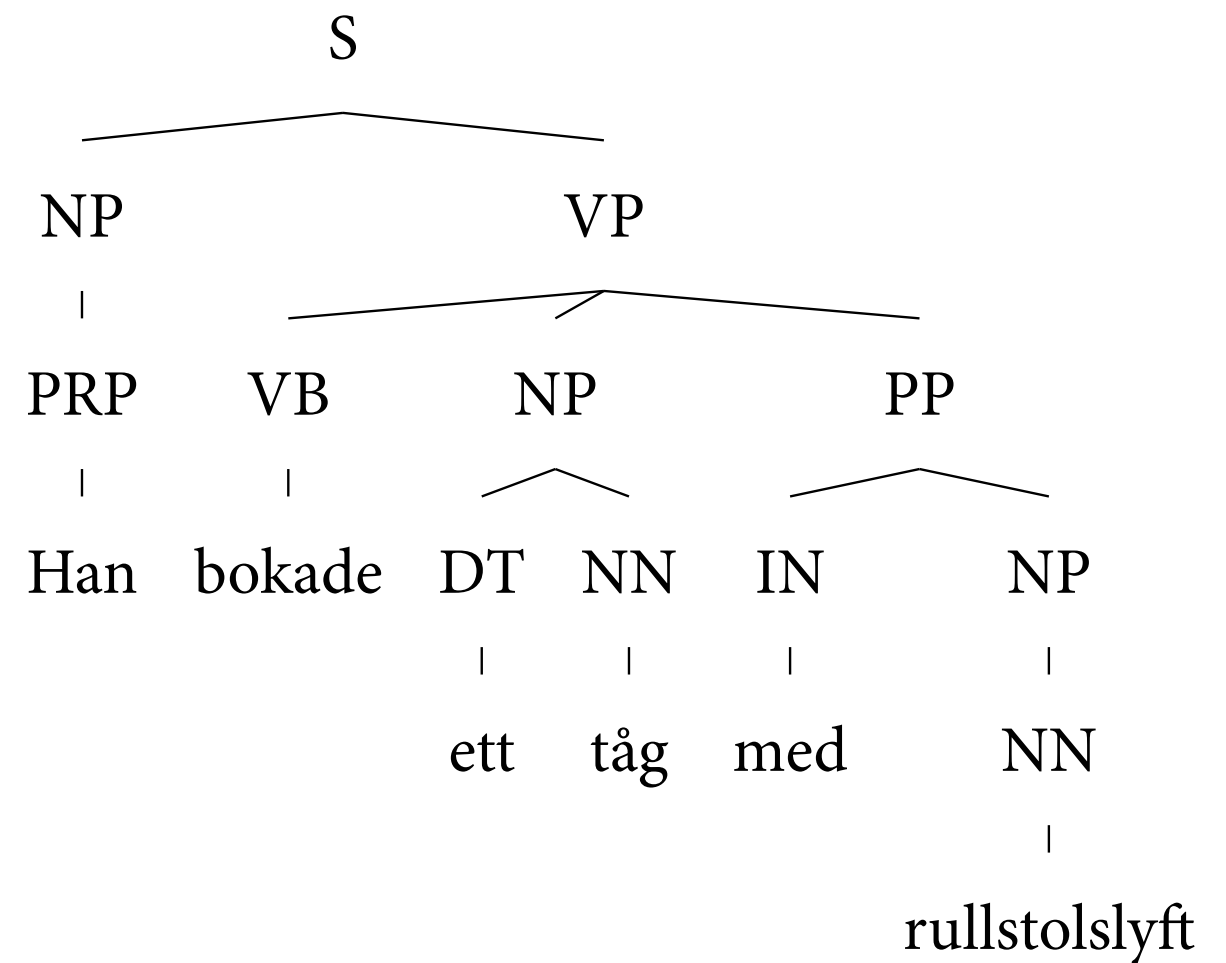 S
NP VP
PRP VB NP PP
Han bokade DT NN IN NP
ett tåg med NN
rullstolslyft